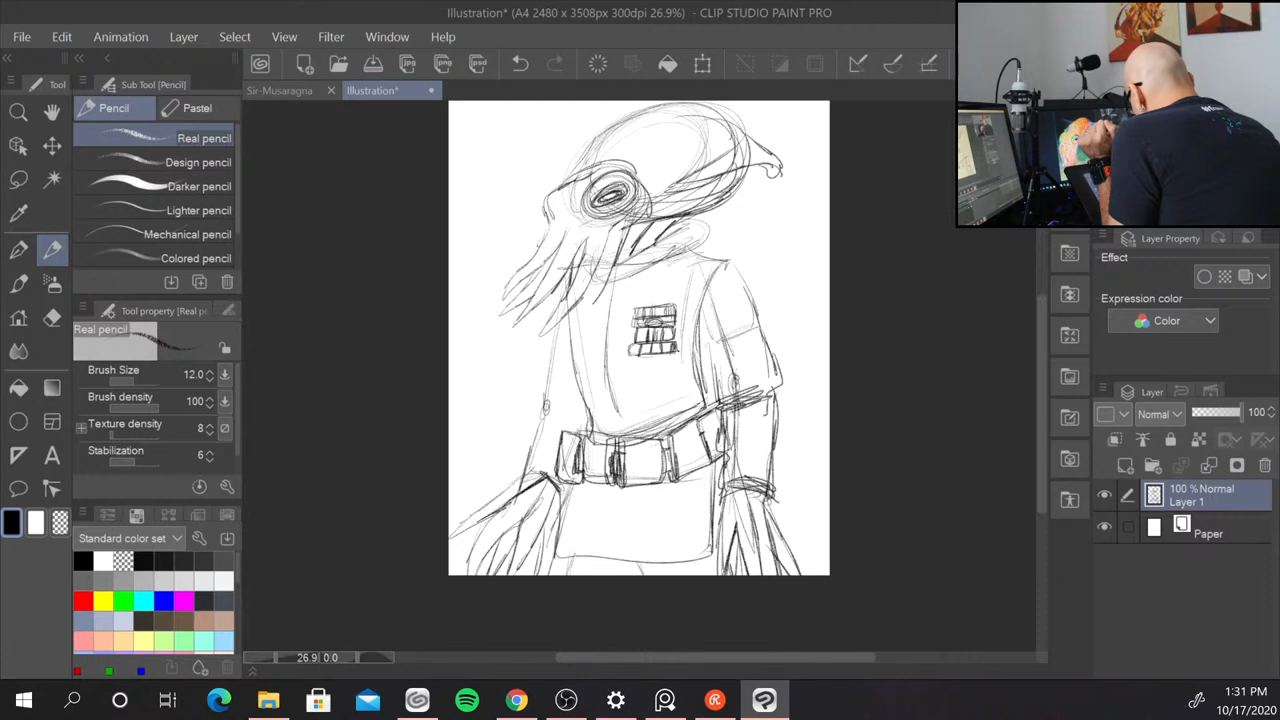 Illustration* (A4 2480 x 3508px 300dpi 26.9%) - CLIP STUDIO PAINT PRO
File Edit Animation Layer Select View Filter Window Help
Tool
Sub Tool [Pencil]
Sir-Musaragna
Illustration*
Pencil
Pastel
Real pencil
Design pencil
Darker pencil
Lighter pencil
Mechanical pencil
Colored pencil
Tool property [Real pe
Real pencil
Brush Size 12.0
Brush density 100
Texture density 8
Stabilization 6
Standard color set
Layer Property
Effect
Expression color
Color
Layer
Normal 100
100 % Normal
Layer 1
Paper
26.9 0.0
1:31 PM
10/17/2020